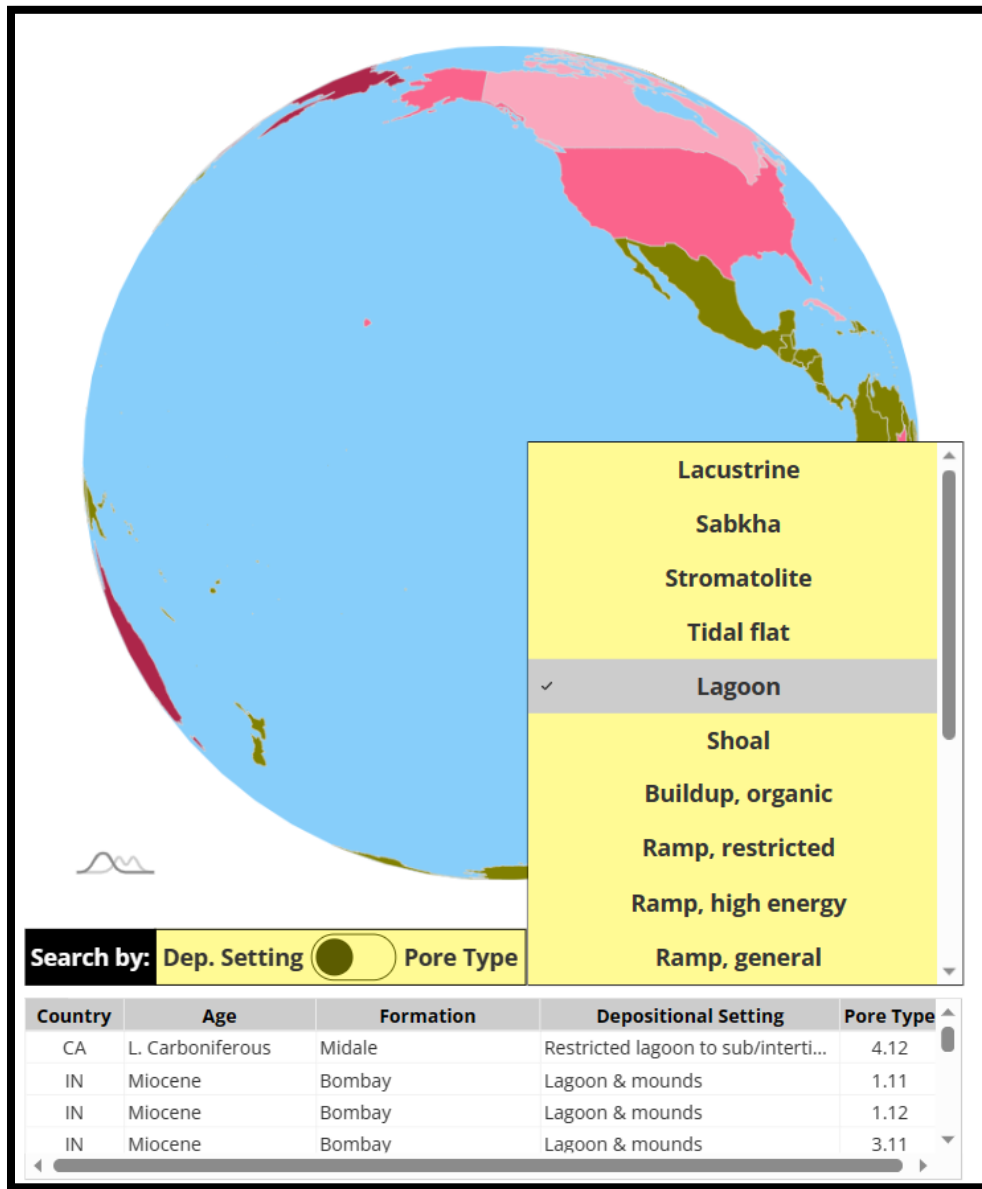 Lacustrine
Sabkha
Stromatolite
Tidal flat
Lagoon
Shoal
Buildup, organic
Ramp, restricted
Ramp, high energy
Ramp, general
Search by: Dep. Setting Pore Type
Country Age Formation Depositional Setting Pore Type
CA L. Carboniferous Midale Restricted lagoon to sub/interti... 4.12
IN Miocene Bombay Lagoon & mounds 1.11
IN Miocene Bombay Lagoon & mounds 1.12
IN Miocene Bombay Lagoon & mounds 3.11